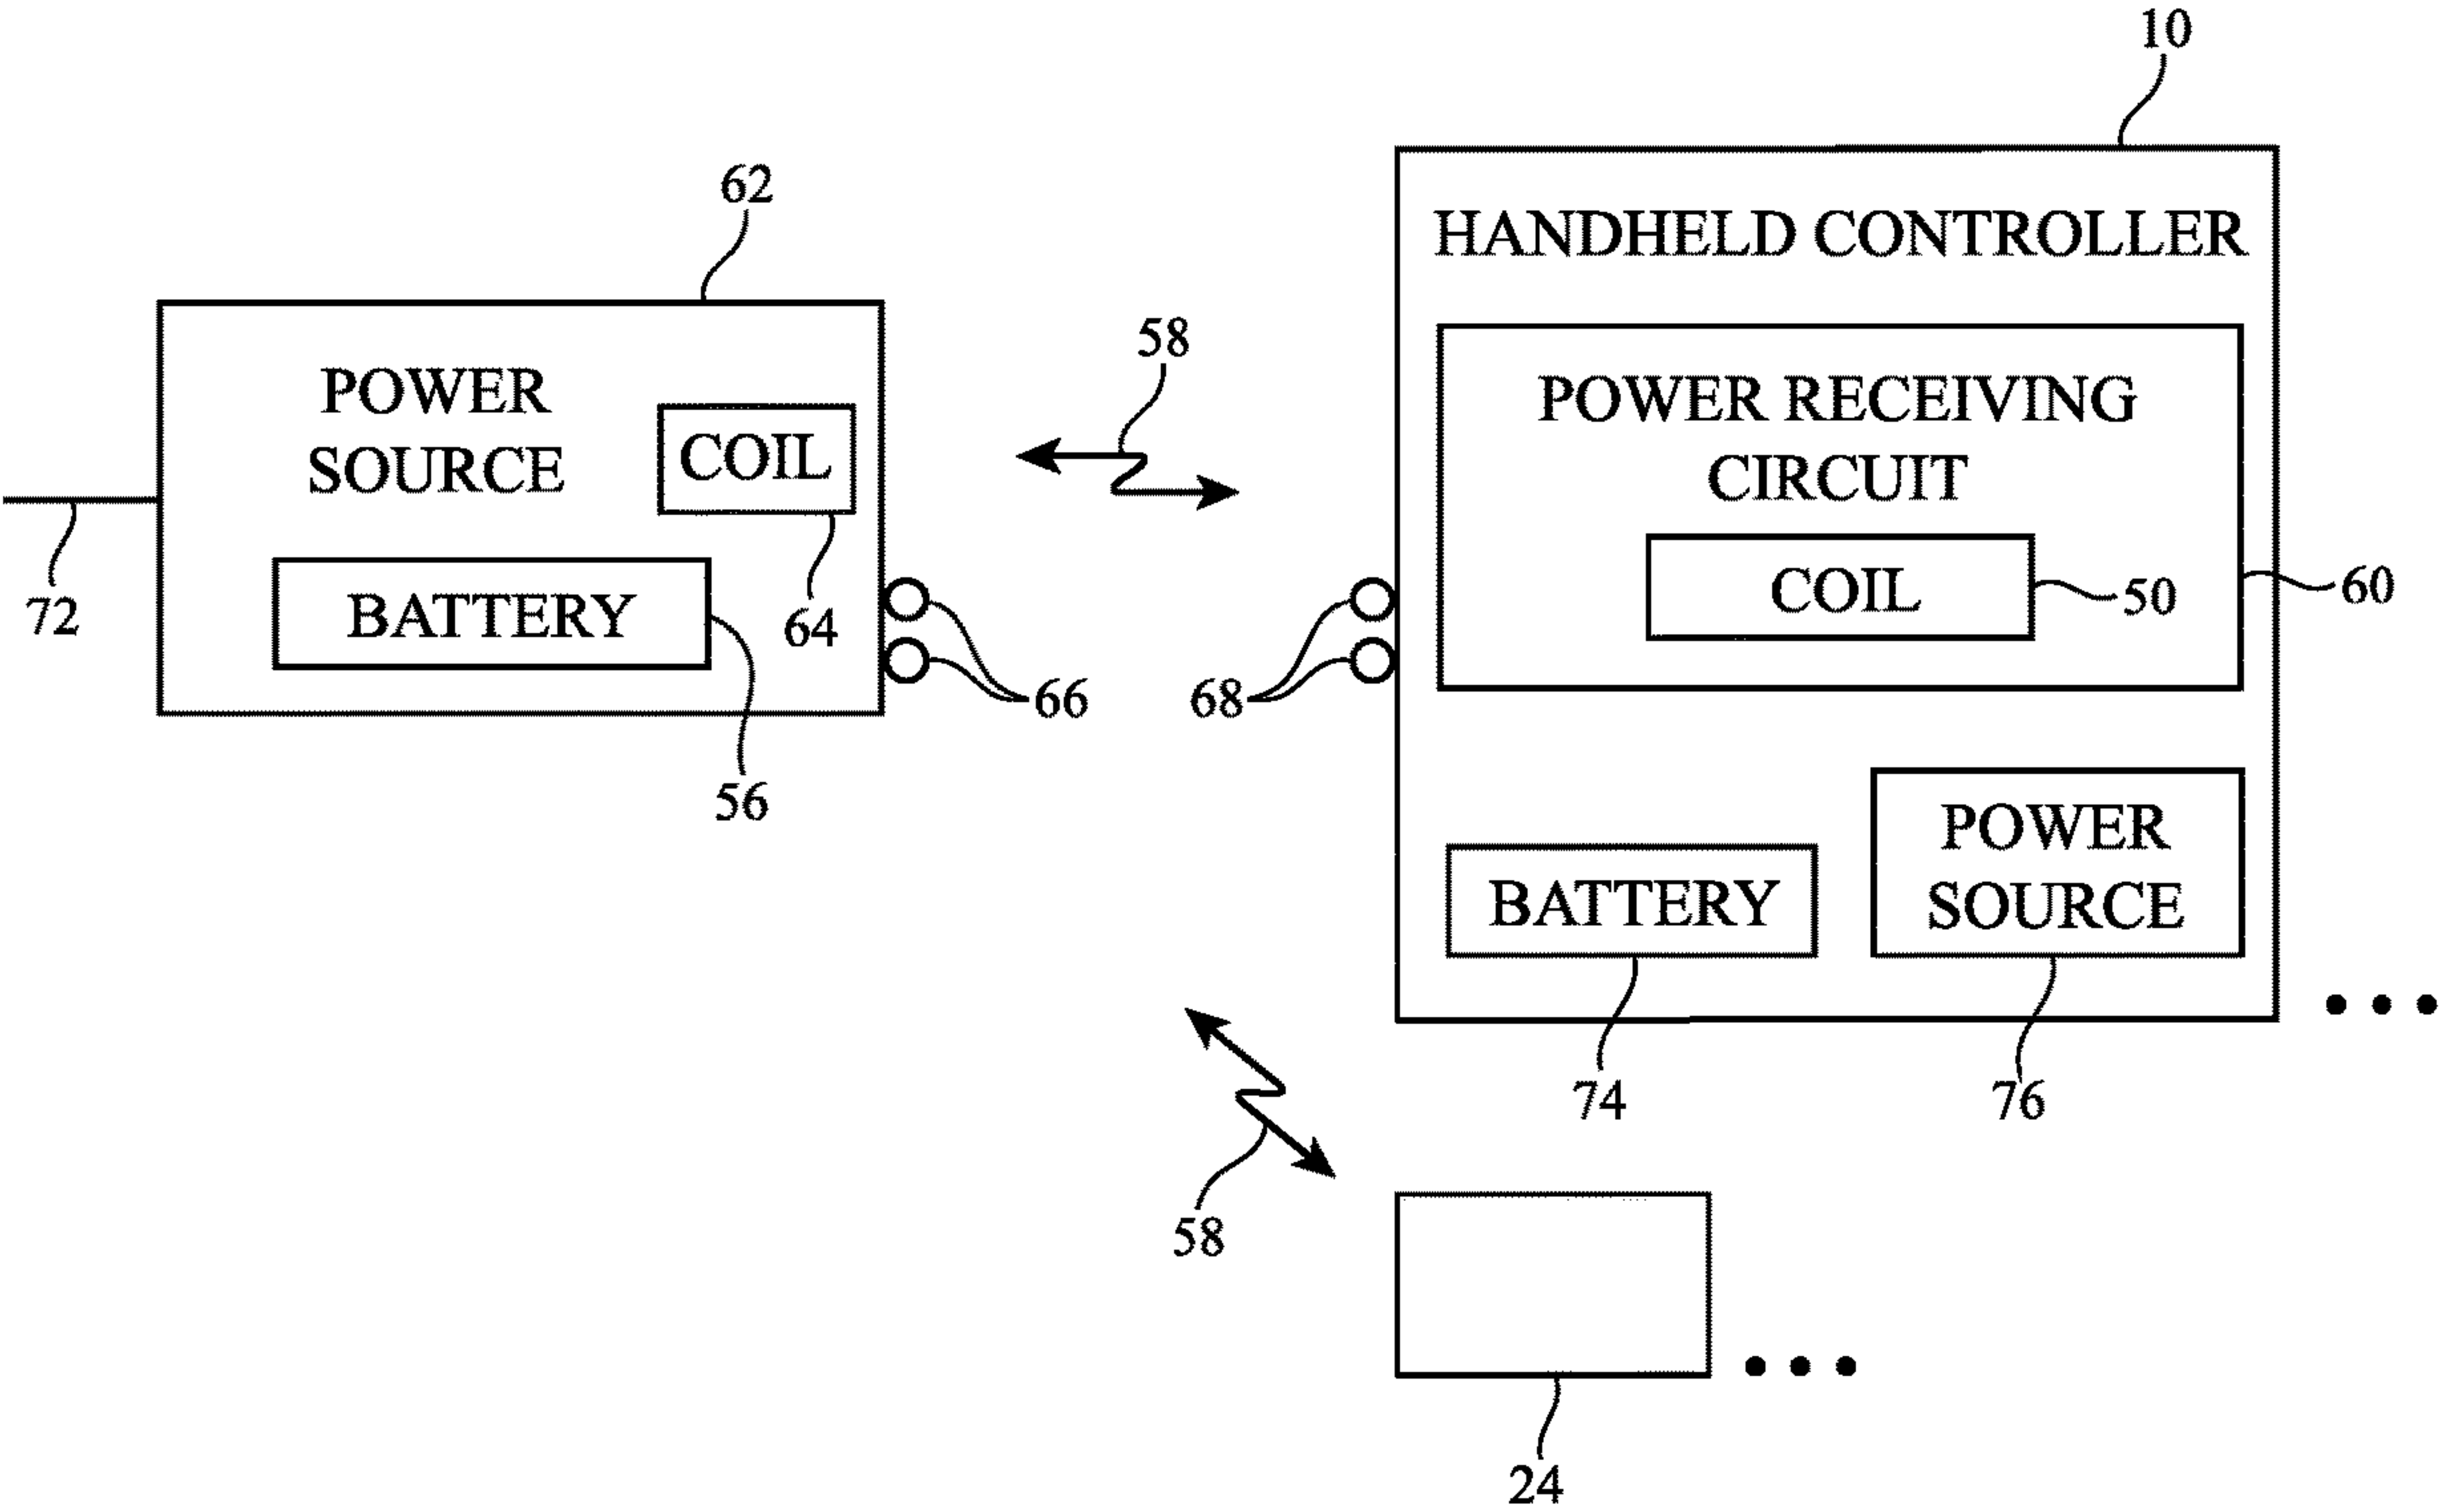 10
62
HANDHELD CONTROLLER
58
POWER
SOURCE
COIL
POWER RECEIVING
CIRCUIT
COIL
50
60
72
BATTERY
64
66
68
56
BATTERY
POWER
SOURCE
74
76
58
24